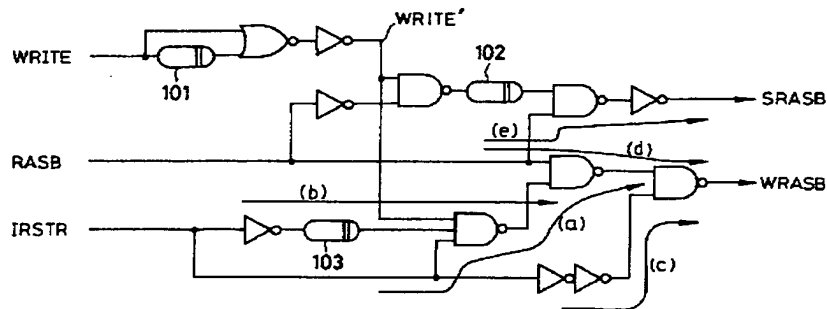 WRITE'
WRITE
101
102
SRASB
(e)
(d)
RASB
(b)
WRASB
(a)
IRSTR
103
(c)